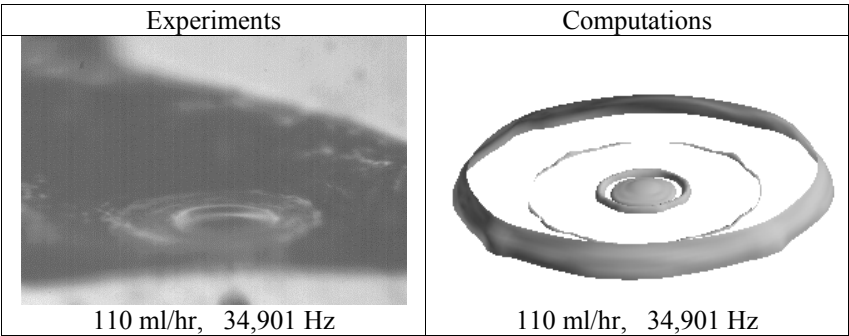 Experiments
Computations
110 ml/hr, 34,901 Hz
110 ml/hr, 34,901 Hz